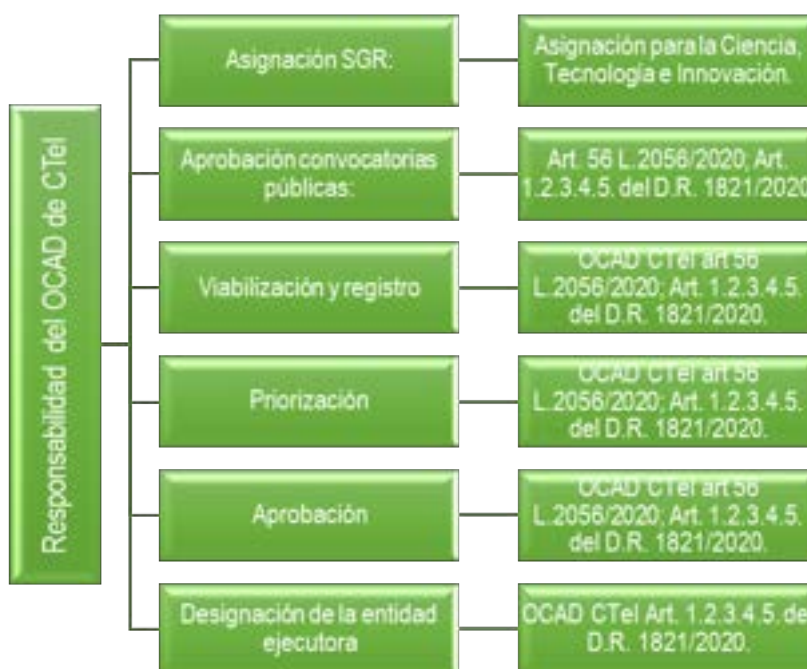 Responsabilidad del OCAD de CTeI
Asignación SGR:
Asignación para la Ciencia,
Tecnología e Innovación.
Aprobación convocatorias
públicas:
Art. 56 L.2056/2020; Art.
1.2.3.4.5. del D.R. 1821/2020
Viabilización y registro
OCAD CTeI art 56
L.2056/2020; Art. 1.2.3.4.5.
del D.R. 1821/2020.
Priorización
OCAD CTeI art 56
L.2056/2020; Art. 1.2.3.4.5.
del D.R. 1821/2020.
Aprobación
OCAD CTeI art 56
L.2056/2020; Art. 1.2.3.4.5.
del D.R. 1821/2020.
Designación de la entidad
ejecutora
OCAD CTeI Art. 1.2.3.4.5. de
D.R. 1821/2020.